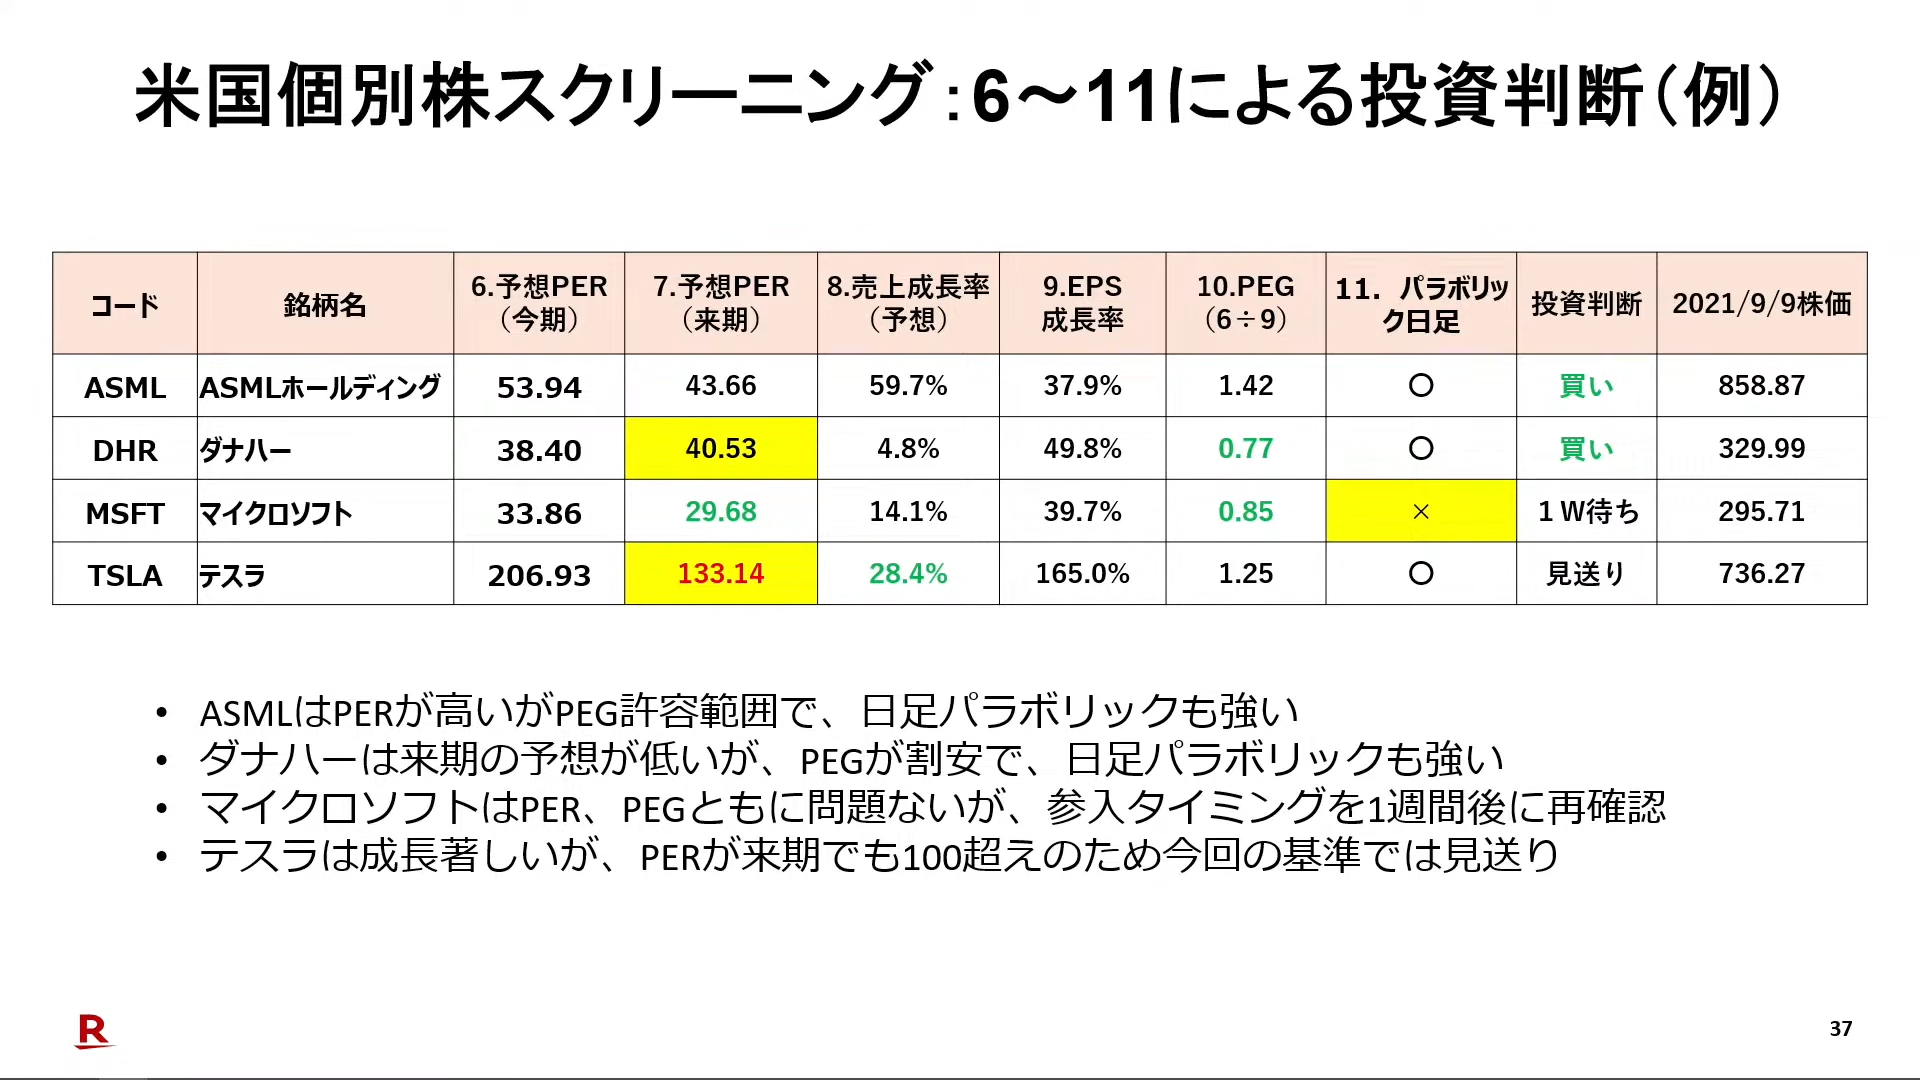 米国個別株スクリーニング：6～11による投資判断（例）
コード 銘柄名 6.予想PER（今期） 7.予想PER（来期） 8.売上成長率（予想） 9.EPS成長率 10.PEG（6÷9） 11．パラボリック日足 投資判断 2021/9/9株価
ASML ASMLホールディング 53.94 43.66 59.7% 37.9% 1.42 〇 買い 858.87
DHR ダナハー 38.40 40.53 4.8% 49.8% 0.77 〇 買い 329.99
MSFT マイクロソフト 33.86 29.68 14.1% 39.7% 0.85 × １W待ち 295.71
TSLA テスラ 206.93 133.14 28.4% 165.0% 1.25 〇 見送り 736.27
• ASMLはPERが高いがPEG許容範囲で、日足パラボリックも強い
• ダナハーは来期の予想が低いが、PEGが割安で、日足パラボリックも強い
• マイクロソフトはPER、PEGともに問題ないが、参入タイミングを1週間後に再確認
• テスラは成長著しいが、PERが来期でも100超えのため今回の基準では見送り
R
37